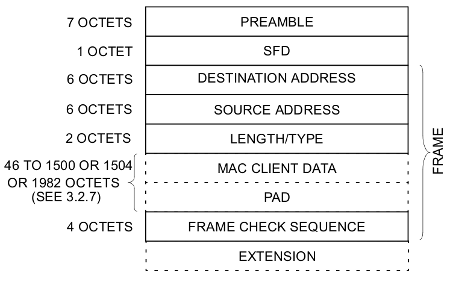 7 OCTETS PREAMBLE
1 OCTET SFD
6 OCTETS DESTINATION ADDRESS
6 OCTETS SOURCE ADDRESS
2 OCTETS LENGTH/TYPE
46 TO 1500 OR 1504 MAC CLIENT DATA
OR 1982 OCTETS
(SEE 3.2.7) PAD
4 OCTETS FRAME CHECK SEQUENCE
EXTENSION
FRAME